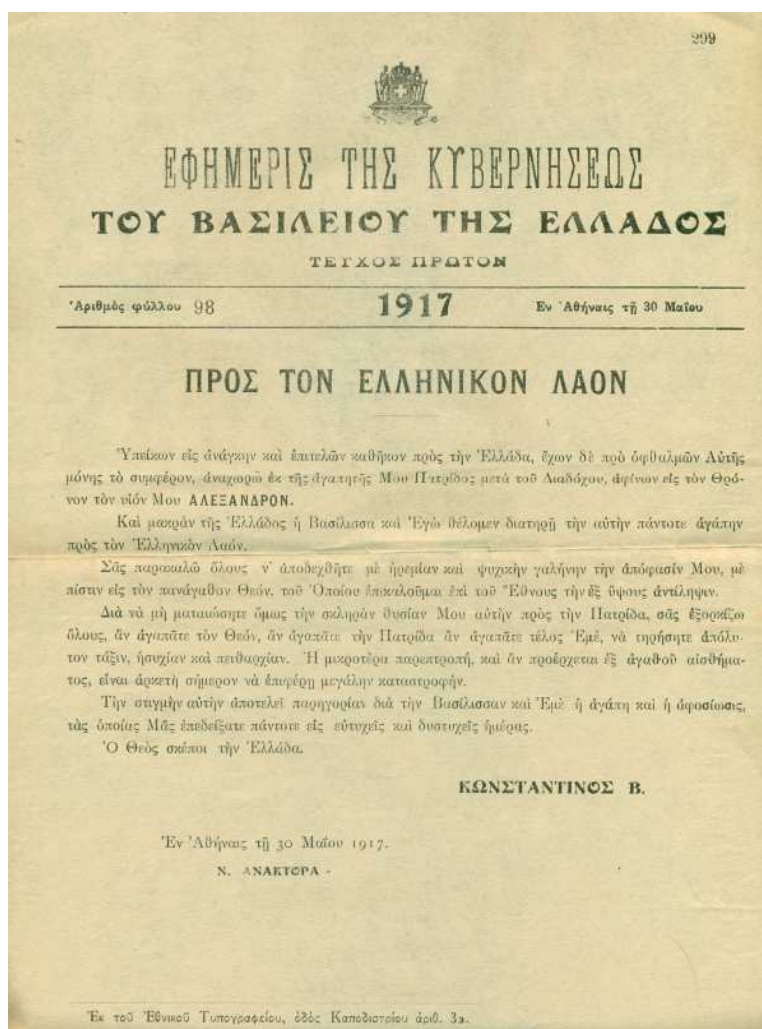 299
ΕΦΗΜΕΡΙΣ ΤΗΣ ΚΥΒΕΡΝΗΣΕΩΣ
ΤΟΥ ΒΑΣΙΛΕΙΟΥ ΤΗΣ ΕΛΛΑΔΟΣ
ΤΕΥΧΟΣ ΠΡΩΤΟΝ
Ἀριθμὸς φύλλου 98 1917 Εν Ἀθήναις τῇ 30 Μαΐου
ΠΡΟΣ ΤΟΝ ΕΛΛΗΝΙΚΟΝ ΛΑΟΝ
Ὑπείκων εἰς ἀνάγκην καὶ ἐπιτελῶν καθῆκον πρὸς τὴν Ἑλλάδα, ἔχων δὲ πρὸ ὀφθαλμῶν Αὐτῆς
μόνης τὸ συμφέρον, ἀναχωρῶ ἐκ τῆς ἀγαπητῆς Μου Πατρίδος μετὰ τοῦ Διαδόχου, ἀφίνων εἰς τὸν Θρό-
νον τὸν υἱόν Μου ΑΛΕΞΑΝΔΡΟΝ.
Καὶ μακρὰν τῆς Ἑλλάδος ἡ Βασίλισσα καὶ Ἐγὼ θέλομεν διατηρῇ τὴν αὐτὴν πάντοτε ἀγάπην
πρὸς τὸν Ἑλληνικὸν Λαόν.
Σᾶς παρακαλῶ ὅλους ν' ἀποδεχθῆτε μὲ ἠρεμίαν καὶ ψυχικὴν γαλήνην τὴν ἀπόφασίν Μου, μὲ
πίστιν εἰς τὸν πανάγαθον Θεόν, τοῦ Ὁποίου ἐπικαλοῦμαι ἐπὶ τοῦ Ἔθνους τὴν ἐξ ὕψους ἀντίληψιν.
Διὰ νὰ μὴ ματαιώσητε ὅμως τὴν σκληρὰν θυσίαν Μου αὐτὴν πρὸς τὴν Πατρίδα, σᾶς ἐξορκίζω
ὅλους, ἂν ἀγαπᾶτε τὸν Θεόν, ἂν ἀγαπᾶτε τὴν Πατρίδα ἂν ἀγαπᾶτε τέλος Ἐμέ, νὰ τηρήσητε ἀπόλυ-
τον τάξιν, ἡσυχίαν καὶ πειθαρχίαν. Ἡ μικροτέρα παρεκτροπή, καὶ ἂν προέρχεται ἐξ ἀγαθοῦ αἰσθήμα-
τος, εἶναι ἀρκετὴ σήμερον νὰ ἐπιφέρῃ μεγάλην καταστροφήν.
Τὴν στιγμὴν αὐτὴν ἀποτελεῖ παρηγορίαν διὰ τὴν Βασίλισσαν καὶ Ἐμὲ ἡ ἀγάπη καὶ ἡ ἀφοσίωσις,
τὰς ὁποίας Μᾶς ἐπεδείξατε πάντοτε εἰς εὐτυχεῖς καὶ δυστυχεῖς ἡμέρας.
Ὁ Θεὸς σκέποι τὴν Ἑλλάδα.
ΚΩΝΣΤΑΝΤΙΝΟΣ Β.
Ἐν Ἀθήναις τῇ 30 Μαΐου 1917.
Ν. ΑΝΑΚΤΟΡΑ -
Ἐκ τοῦ Ἐθνικοῦ Τυπογραφείου, ὁδὸς Καποδιστρίου ἀριθ. 3α.